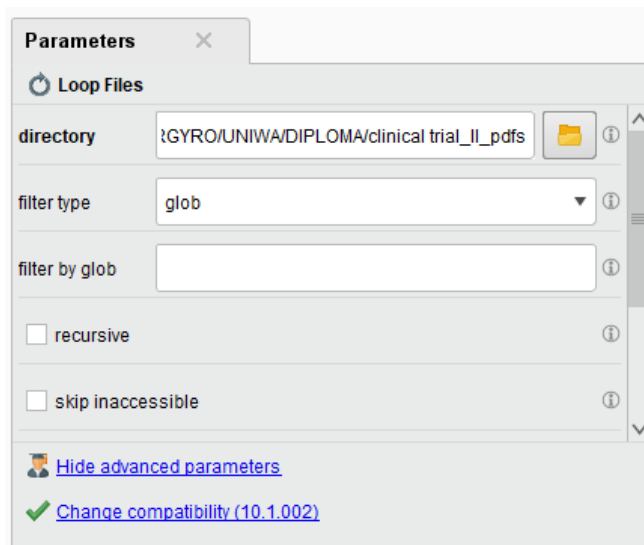 Parameters
Loop Files
directory RGYRO/UNIWA/DIPLOMA/clinical trial_II_pdfs
filter type glob
filter by glob
recursive
skip inaccessible
Hide advanced parameters
Change compatibility (10.1.002)